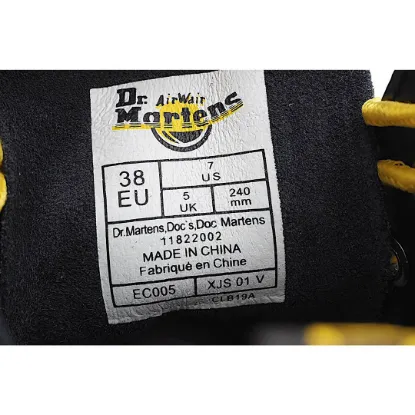 Dr. AirWair
Martens
38 EU
7 US
5 UK
240 mm
Dr.Martens,Doc's,Doc Martens
11822002
MADE IN CHINA
Fabriqué en Chine
EC005
XJS 01 V
CLB19A